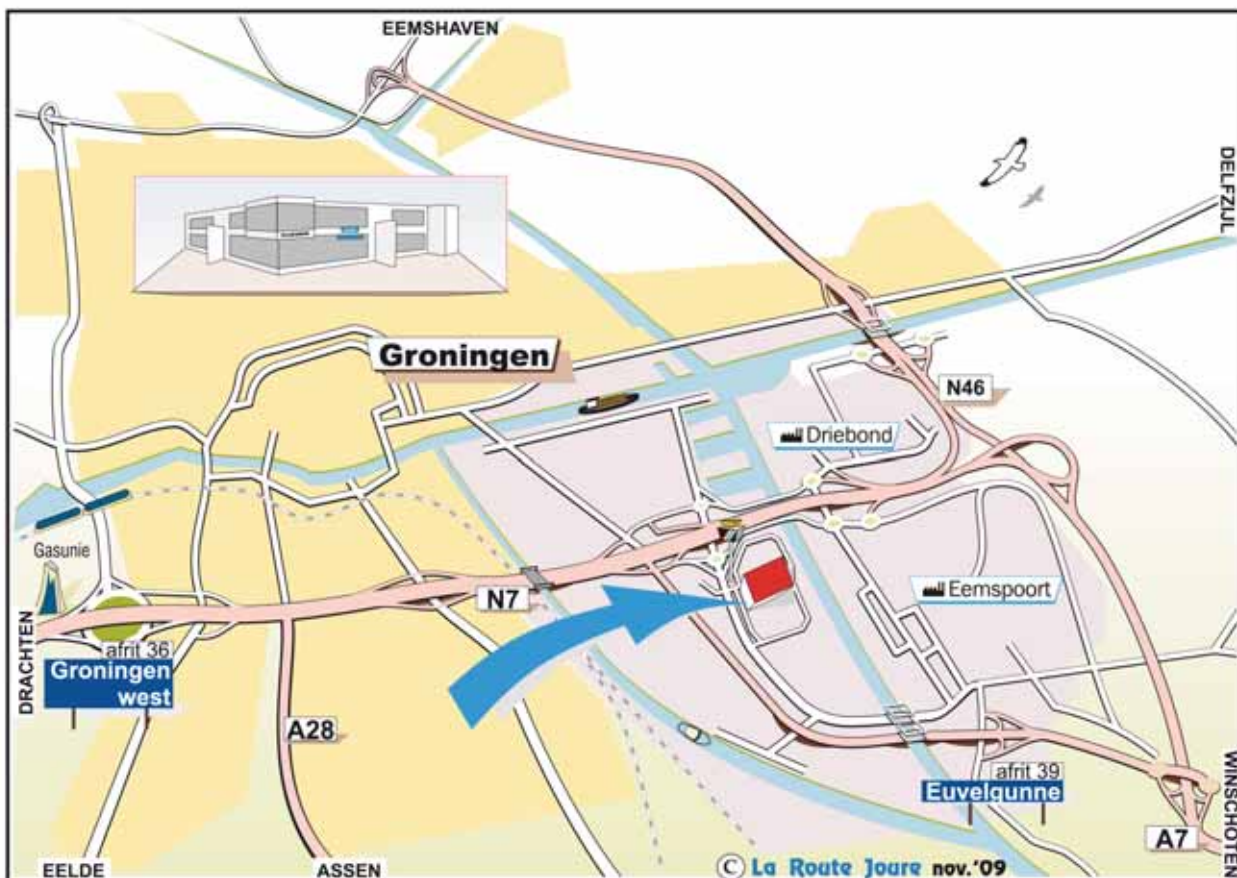 EEMSHAVEN
DELFZIJL
Groningen
N46
Driebond
Gasunie
Eemspoort
N7
DRACHTEN
afrit 36
Groningen
west
A28
afrit 39
Euvelgunne
WINSCHOTEN
A7
EELDE
ASSEN
© La Route Joure nov.'09